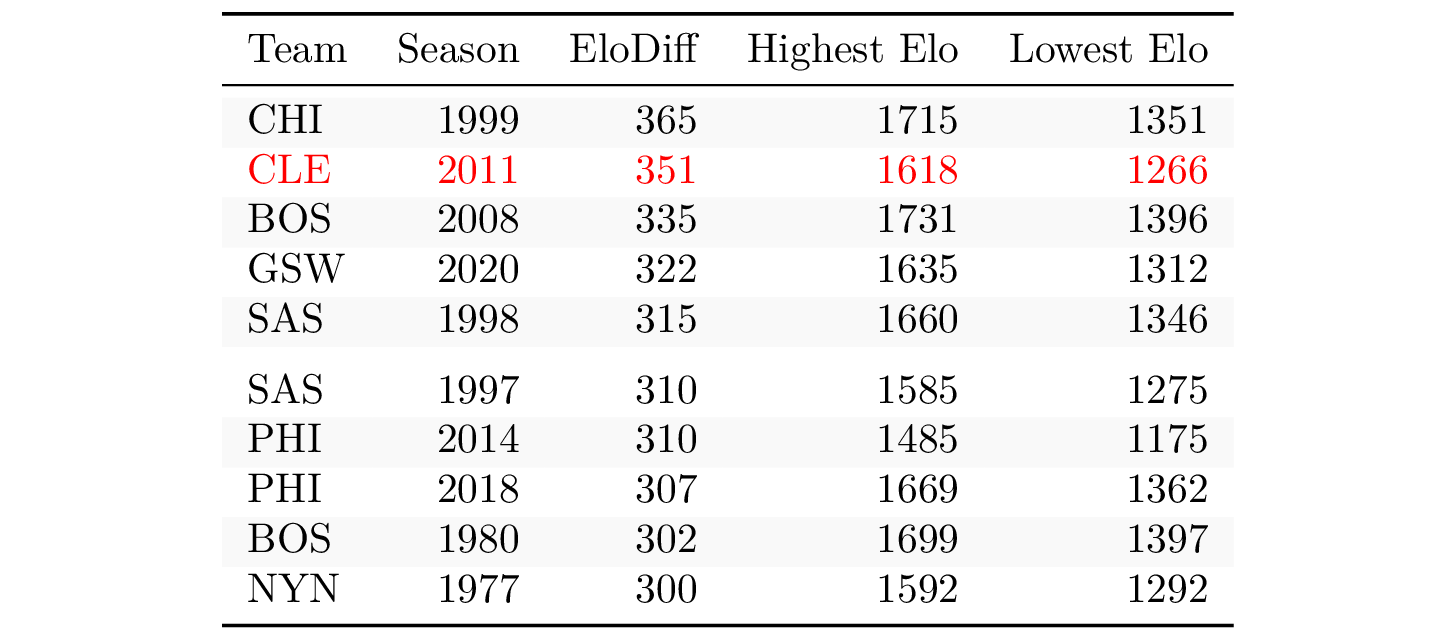 Team Season EloDiff Highest Elo Lowest Elo
CHI 1999 365 1715 1351
CLE 2011 351 1618 1266
BOS 2008 335 1731 1396
GSW 2020 322 1635 1312
SAS 1998 315 1660 1346
SAS 1997 310 1585 1275
PHI 2014 310 1485 1175
PHI 2018 307 1669 1362
BOS 1980 302 1699 1397
NYN 1977 300 1592 1292